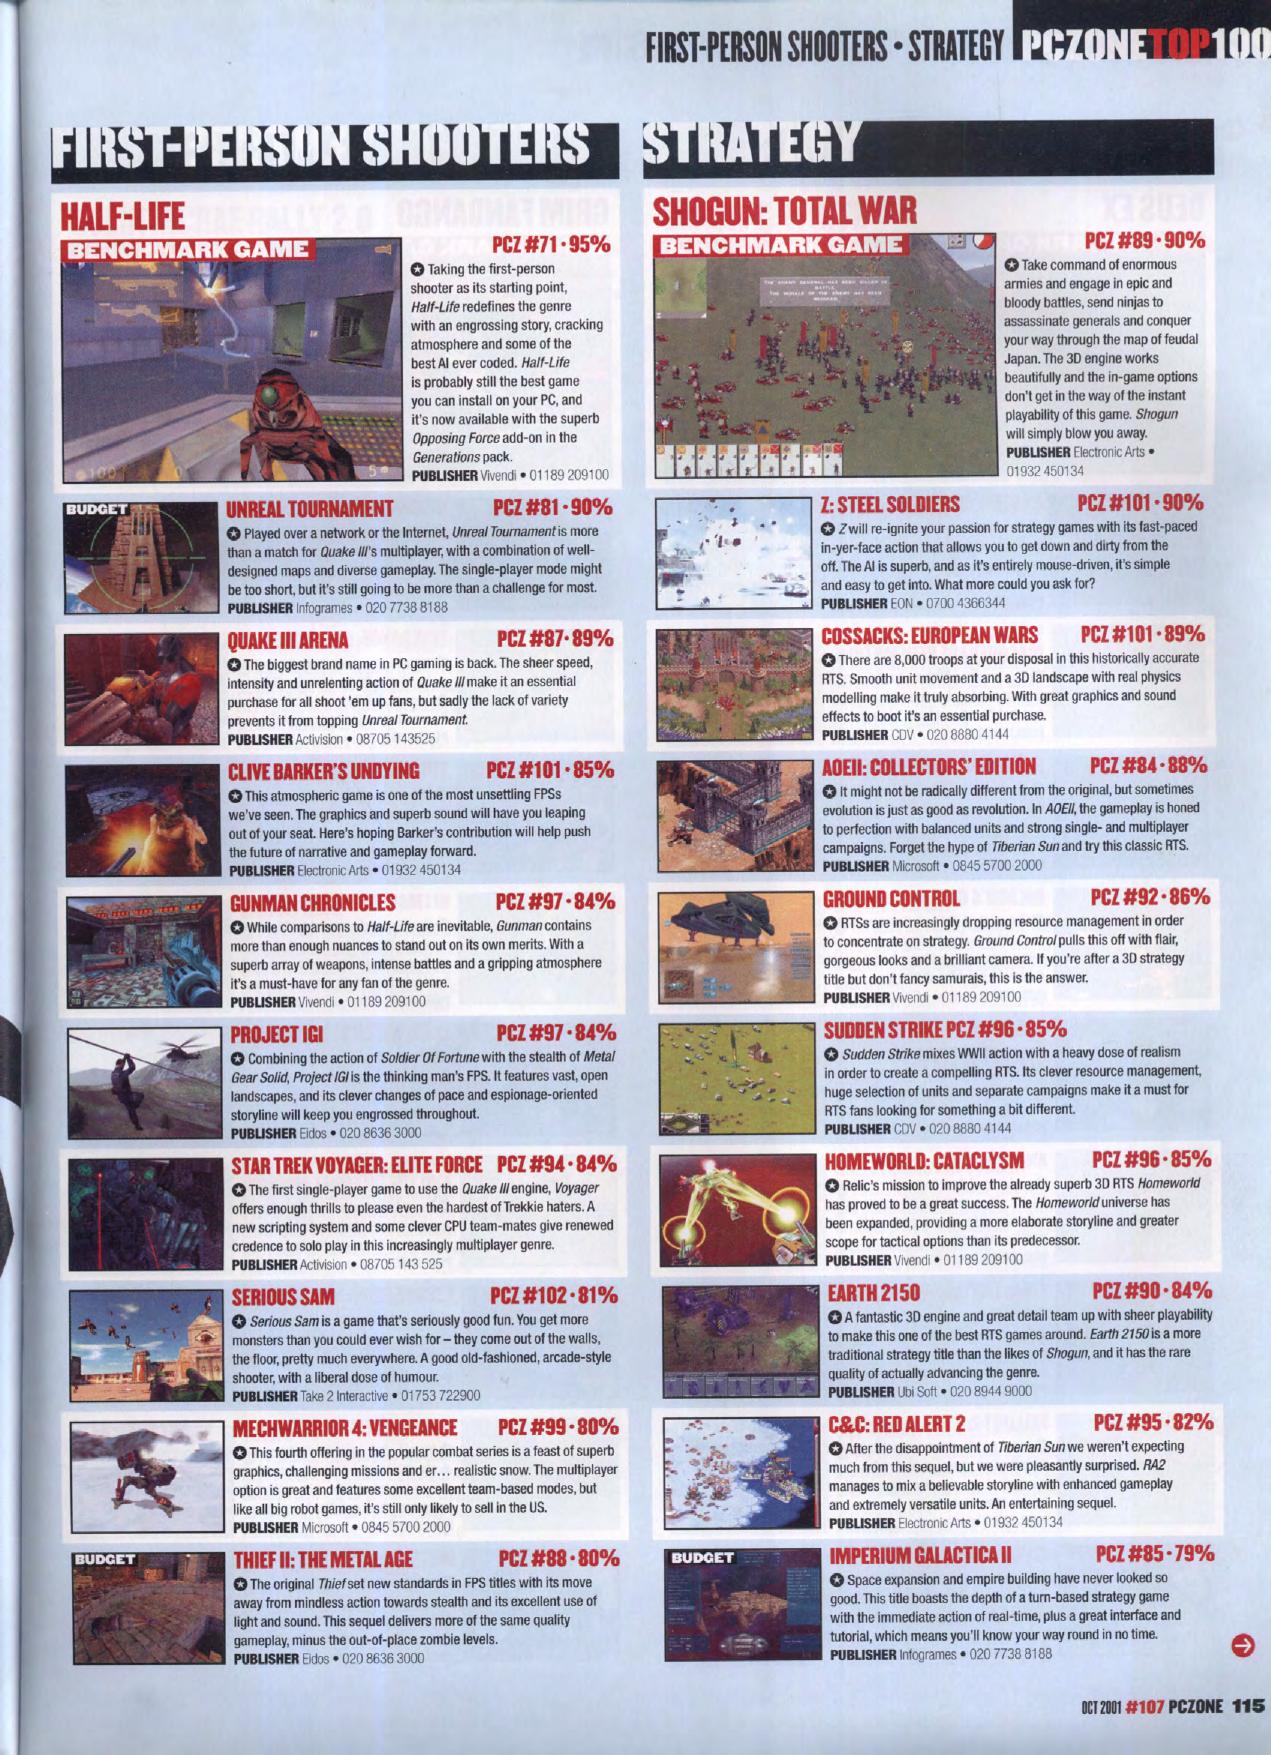 FIRST-PERSON SHOOTERS • STRATEGY PCZONETOP100
FIRST-PERSON SHOOTERS
HALF-LIFE
BENCHMARK GAME
PCZ #71 • 95%
Taking the first-person
shooter as its starting point,
Half-Life redefines the genre
with an engrossing story, cracking
atmosphere and some of the
best AI ever coded. Half-Life
is probably still the best game
you can install on your PC, and
it's now available with the superb
Opposing Force add-on in the
Generations pack.
PUBLISHER Vivendi • 01189 209100
BUDGET
UNREAL TOURNAMENT PCZ #81 • 90%
Played over a network or the Internet, Unreal Tournament is more
than a match for Quake III's multiplayer, with a combination of well-
designed maps and diverse gameplay. The single-player mode might
be too short, but it's still going to be more than a challenge for most.
PUBLISHER Infogrames • 020 7738 8188
QUAKE III ARENA PCZ #87 • 89%
The biggest brand name in PC gaming is back. The sheer speed,
intensity and unrelenting action of Quake III make it an essential
purchase for all shoot 'em up fans, but sadly the lack of variety
prevents it from topping Unreal Tournament.
PUBLISHER Activision • 08705 143525
CLIVE BARKER'S UNDYING PCZ #101 • 85%
This atmospheric game is one of the most unsettling FPSs
we've seen. The graphics and superb sound will have you leaping
out of your seat. Here's hoping Barker's contribution will help push
the future of narrative and gameplay forward.
PUBLISHER Electronic Arts • 01932 450134
GUNMAN CHRONICLES PCZ #97 • 84%
While comparisons to Half-Life are inevitable, Gunman contains
more than enough nuances to stand out on its own merits. With a
superb array of weapons, intense battles and a gripping atmosphere
it's a must-have for any fan of the genre.
PUBLISHER Vivendi • 01189 209100
PROJECT IGI PCZ #97 • 84%
Combining the action of Soldier Of Fortune with the stealth of Metal
Gear Solid, Project IGI is the thinking man's FPS. It features vast, open
landscapes, and its clever changes of pace and espionage-oriented
storyline will keep you engrossed throughout.
PUBLISHER Eidos • 020 8636 3000
STAR TREK VOYAGER: ELITE FORCE PCZ #94 • 84%
The first single-player game to use the Quake III engine, Voyager
offers enough thrills to please even the hardest of Trekkie haters. A
new scripting system and some clever CPU team-mates give renewed
credence to solo play in this increasingly multiplayer genre.
PUBLISHER Activision • 08705 143 525
SERIOUS SAM PCZ #102 • 81%
Serious Sam is a game that's seriously good fun. You get more
monsters than you could ever wish for – they come out of the walls,
the floor, pretty much everywhere. A good old-fashioned, arcade-style
shooter, with a liberal dose of humour.
PUBLISHER Take 2 Interactive • 01753 722900
MECHWARRIOR 4: VENGEANCE PCZ #99 • 80%
This fourth offering in the popular combat series is a feast of superb
graphics, challenging missions and er... realistic snow. The multiplayer
option is great and features some excellent team-based modes, but
like all big robot games, it's still only likely to sell in the US.
PUBLISHER Microsoft • 0845 5700 2000
BUDGET
THIEF II: THE METAL AGE PCZ #88 • 80%
The original Thief set new standards in FPS titles with its move
away from mindless action towards stealth and its excellent use of
light and sound. This sequel delivers more of the same quality
gameplay, minus the out-of-place zombie levels.
PUBLISHER Eidos • 020 8636 3000
STRATEGY
SHOGUN: TOTAL WAR
BENCHMARK GAME
PCZ #89 • 90%
Take command of enormous
armies and engage in epic and
bloody battles, send ninjas to
assassinate generals and conquer
your way through the map of feudal
Japan. The 3D engine works
beautifully and the in-game options
don't get in the way of the instant
playability of this game. Shogun
will simply blow you away.
PUBLISHER Electronic Arts •
01932 450134
Z: STEEL SOLDIERS PCZ #101 • 90%
Z will re-ignite your passion for strategy games with its fast-paced
in-yer-face action that allows you to get down and dirty from the
off. The AI is superb, and as it's entirely mouse-driven, it's simple
and easy to get into. What more could you ask for?
PUBLISHER EON • 0700 4366344
COSSACKS: EUROPEAN WARS PCZ #101 • 89%
There are 8,000 troops at your disposal in this historically accurate
RTS. Smooth unit movement and a 3D landscape with real physics
modelling make it truly absorbing. With great graphics and sound
effects to boot it's an essential purchase.
PUBLISHER CDV • 020 8880 4144
AOEII: COLLECTORS' EDITION PCZ #84 • 88%
It might not be radically different from the original, but sometimes
evolution is just as good as revolution. In AOEII, the gameplay is honed
to perfection with balanced units and strong single- and multiplayer
campaigns. Forget the hype of Tiberian Sun and try this classic RTS.
PUBLISHER Microsoft • 0845 5700 2000
GROUND CONTROL PCZ #92 • 86%
RTSs are increasingly dropping resource management in order
to concentrate on strategy. Ground Control pulls this off with flair,
gorgeous looks and a brilliant camera. If you're after a 3D strategy
title but don't fancy samurais, this is the answer.
PUBLISHER Vivendi • 01189 209100
SUDDEN STRIKE PCZ #96 • 85%
Sudden Strike mixes WWII action with a heavy dose of realism
in order to create a compelling RTS. Its clever resource management,
huge selection of units and separate campaigns make it a must for
RTS fans looking for something a bit different.
PUBLISHER CDV • 020 8880 4144
HOMEWORLD: CATACLYSM PCZ #96 • 85%
Relic's mission to improve the already superb 3D RTS Homeworld
has proved to be a great success. The Homeworld universe has
been expanded, providing a more elaborate storyline and greater
scope for tactical options than its predecessor.
PUBLISHER Vivendi • 01189 209100
EARTH 2150 PCZ #90 • 84%
A fantastic 3D engine and great detail team up with sheer playability
to make this one of the best RTS games around. Earth 2150 is a more
traditional strategy title than the likes of Shogun, and it has the rare
quality of actually advancing the genre.
PUBLISHER Ubi Soft • 020 8944 9000
C&C: RED ALERT 2 PCZ #95 • 82%
After the disappointment of Tiberian Sun we weren't expecting
much from this sequel, but we were pleasantly surprised. RA2
manages to mix a believable storyline with enhanced gameplay
and extremely versatile units. An entertaining sequel.
PUBLISHER Electronic Arts • 01932 450134
BUDGET
IMPERIUM GALACTICA II PCZ #85 • 79%
Space expansion and empire building have never looked so
good. This title boasts the depth of a turn-based strategy game
with the immediate action of real-time, plus a great interface and
tutorial, which means you'll know your way round in no time.
PUBLISHER Infogrames • 020 7738 8188
OCT 2001 #107 PCZONE 115